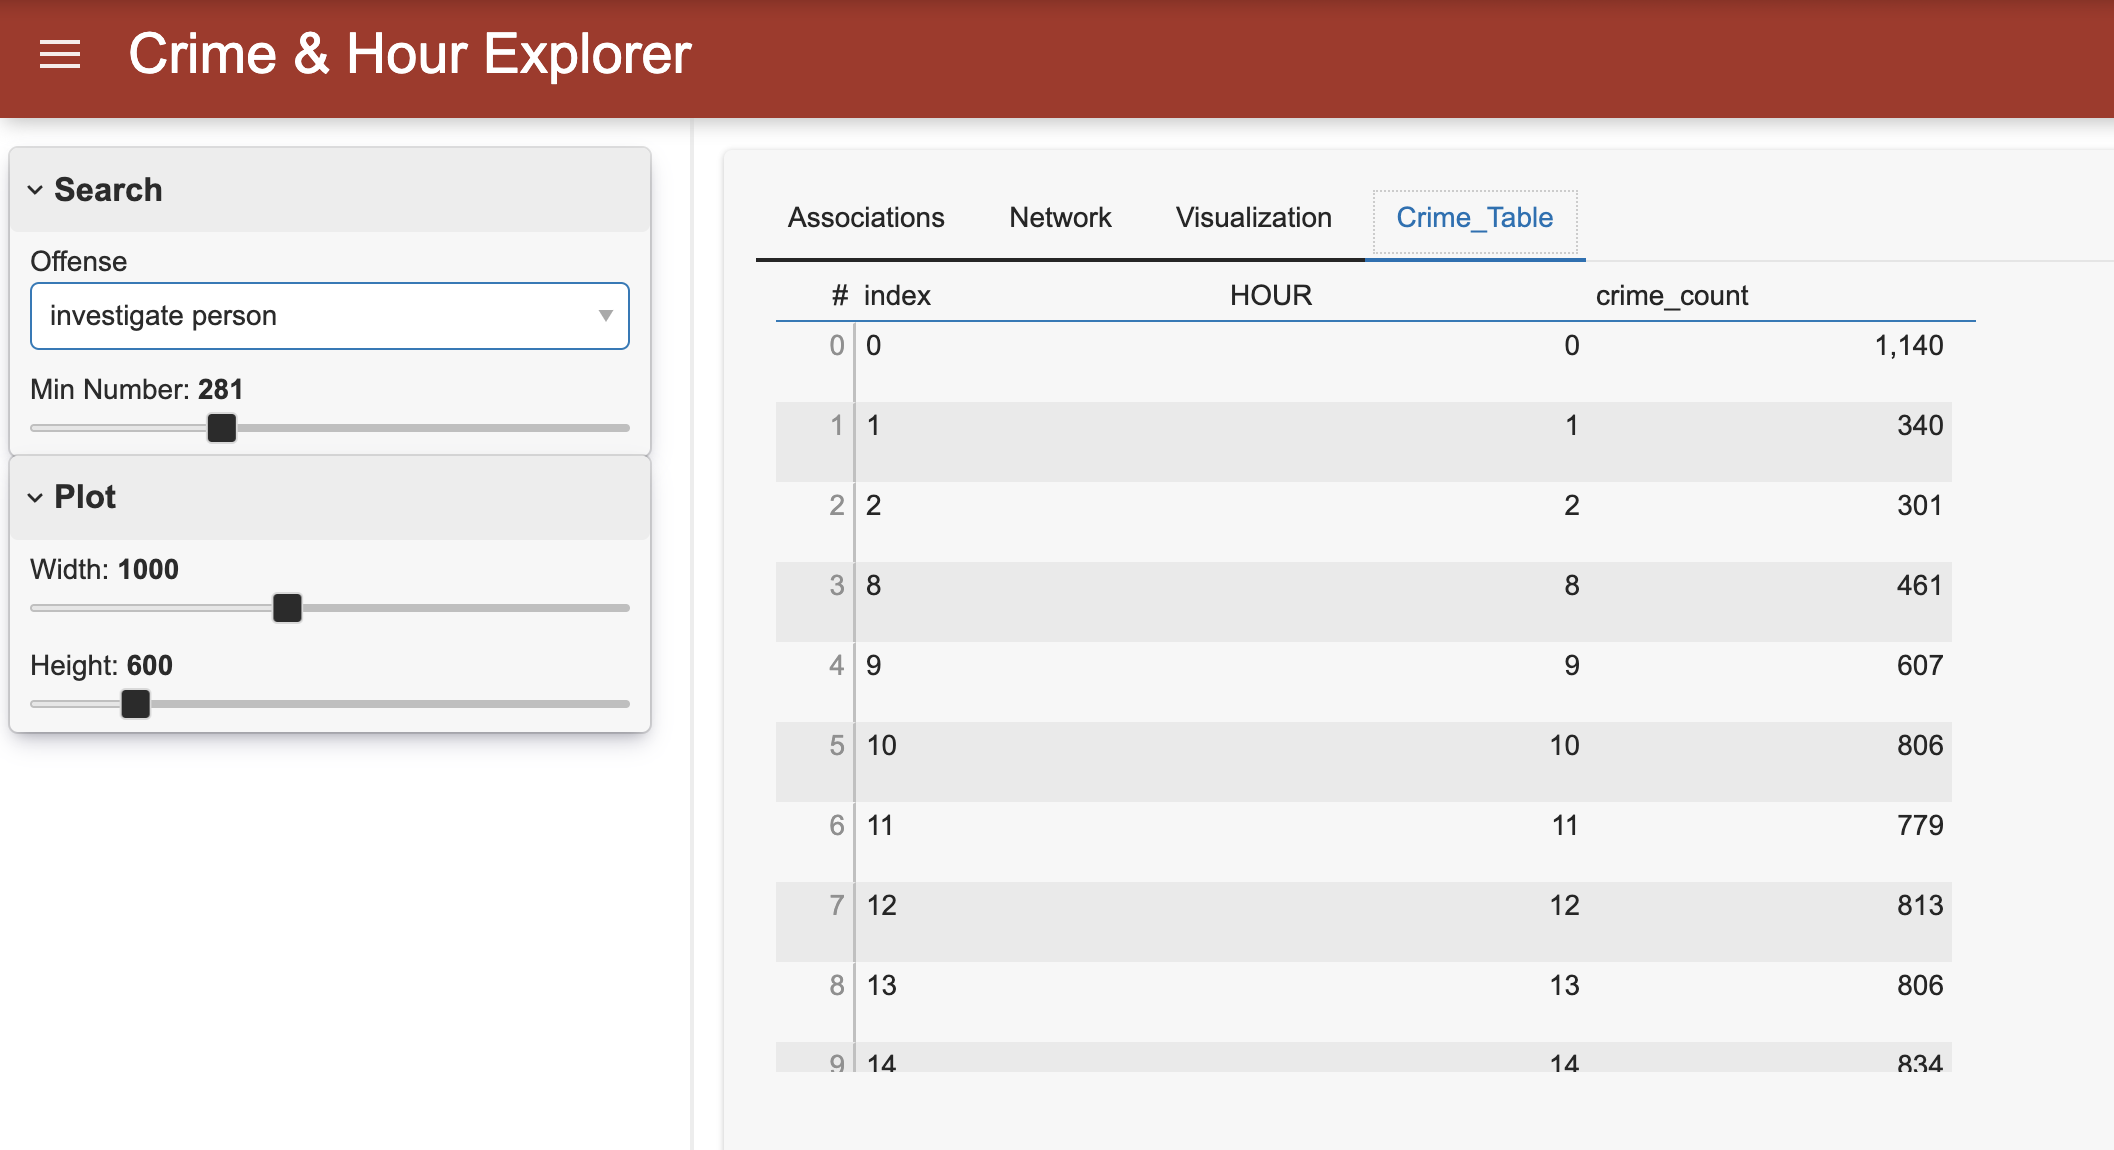 Crime & Hour Explorer
Search
Offense
investigate person
Min Number: 281
Plot
Width: 1000
Height: 600
Associations Network Visualization Crime_Table
# index HOUR crime_count
0 0 0 1,140
1 1 1 340
2 2 2 301
3 8 8 461
4 9 9 607
5 10 10 806
6 11 11 779
7 12 12 813
8 13 13 806
9 14 14 834